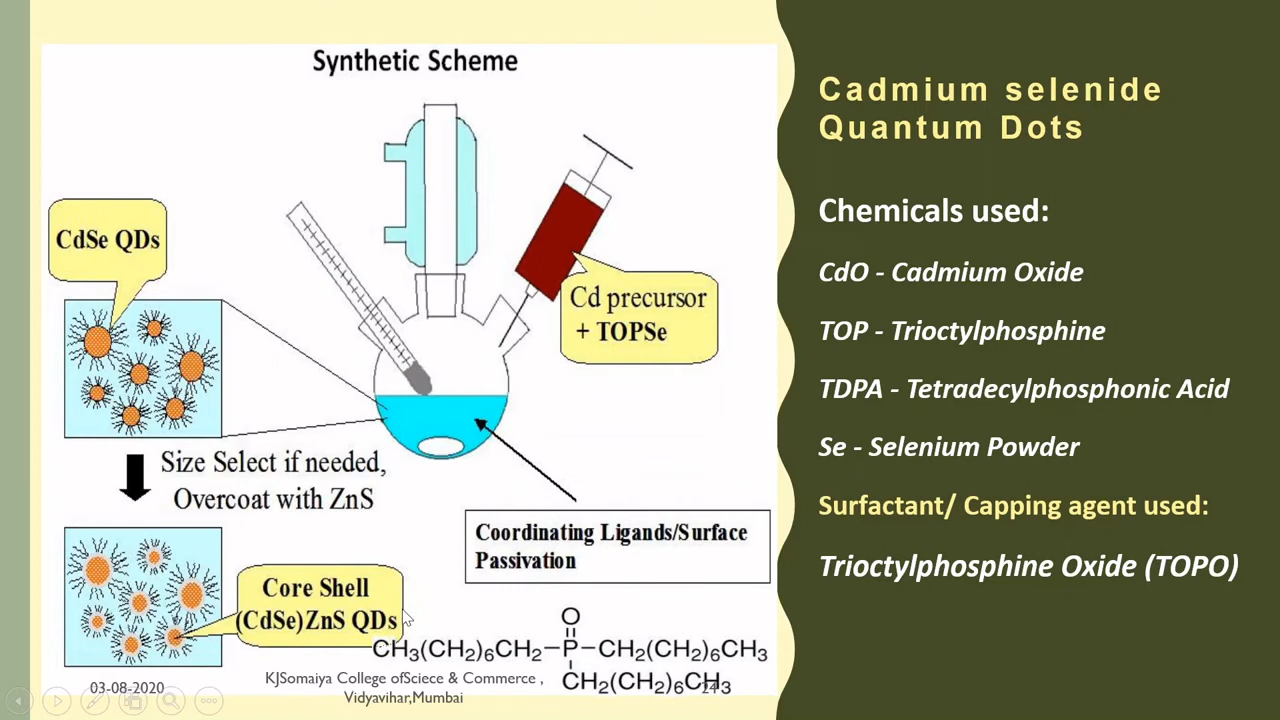 Synthetic Scheme
CdSe QDs
Cd precursor
+ TOPSe
Size Select if needed,
Overcoat with ZnS
Coordinating Ligands/Surface
Passivation
Core Shell
(CdSe)ZnS QDs
O
CH3(CH2)6CH2–P–CH2(CH2)6CH3
CH2(CH2)6CH3
03-08-2020
KJSomaiya College ofSciece & Commerce ,
Vidyavihar,Mumbai
Cadmium selenide
Quantum Dots
Chemicals used:
CdO - Cadmium Oxide
TOP - Trioctylphosphine
TDPA - Tetradecylphosphonic Acid
Se - Selenium Powder
Surfactant/ Capping agent used:
Trioctylphosphine Oxide (TOPO)